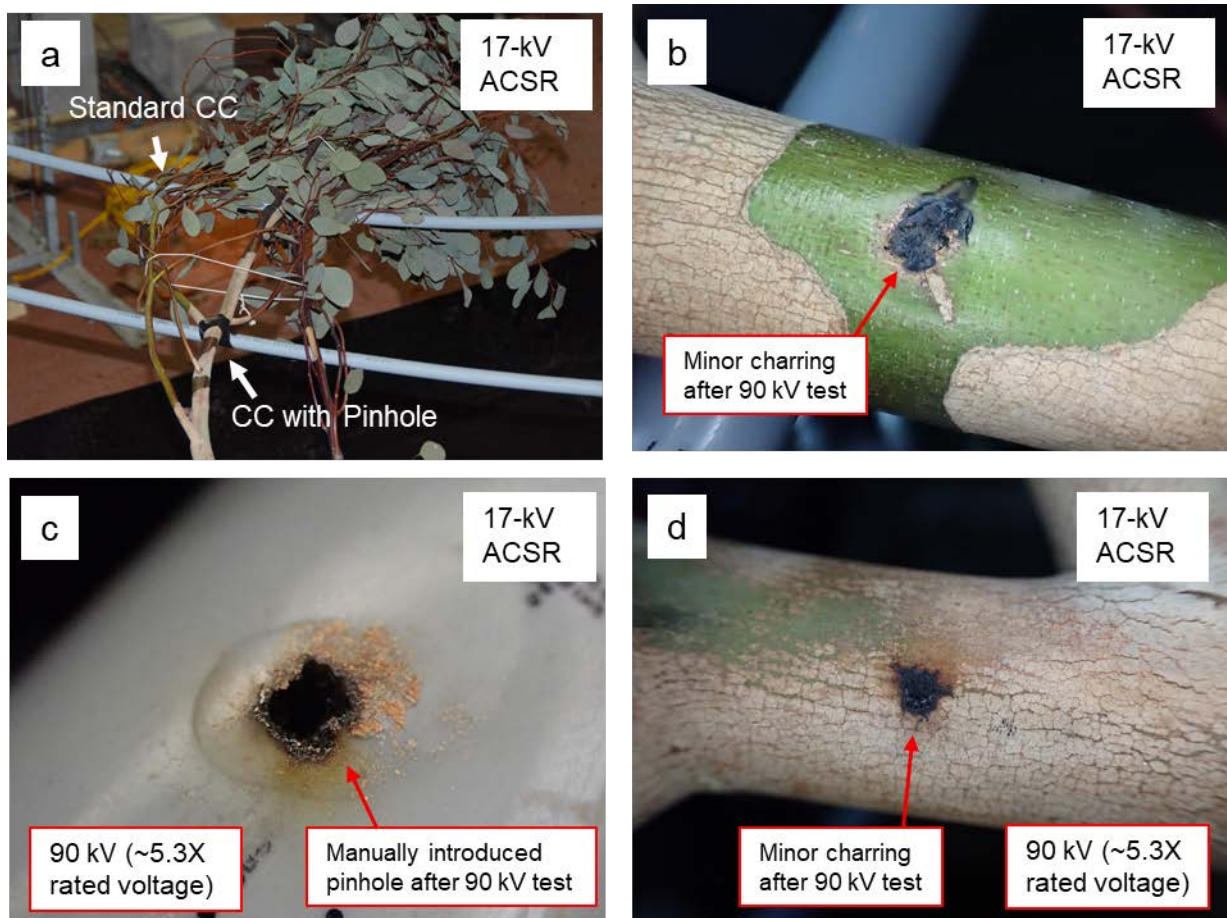 a
17-kV
ACSR
Standard CC
CC with Pinhole
b
17-kV
ACSR
Minor charring
after 90 kV test
c
17-kV
ACSR
90 kV (~5.3X
rated voltage)
Manually introduced
pinhole after 90 kV test
d
17-kV
ACSR
Minor charring
after 90 kV test
90 kV (~5.3X
rated voltage)